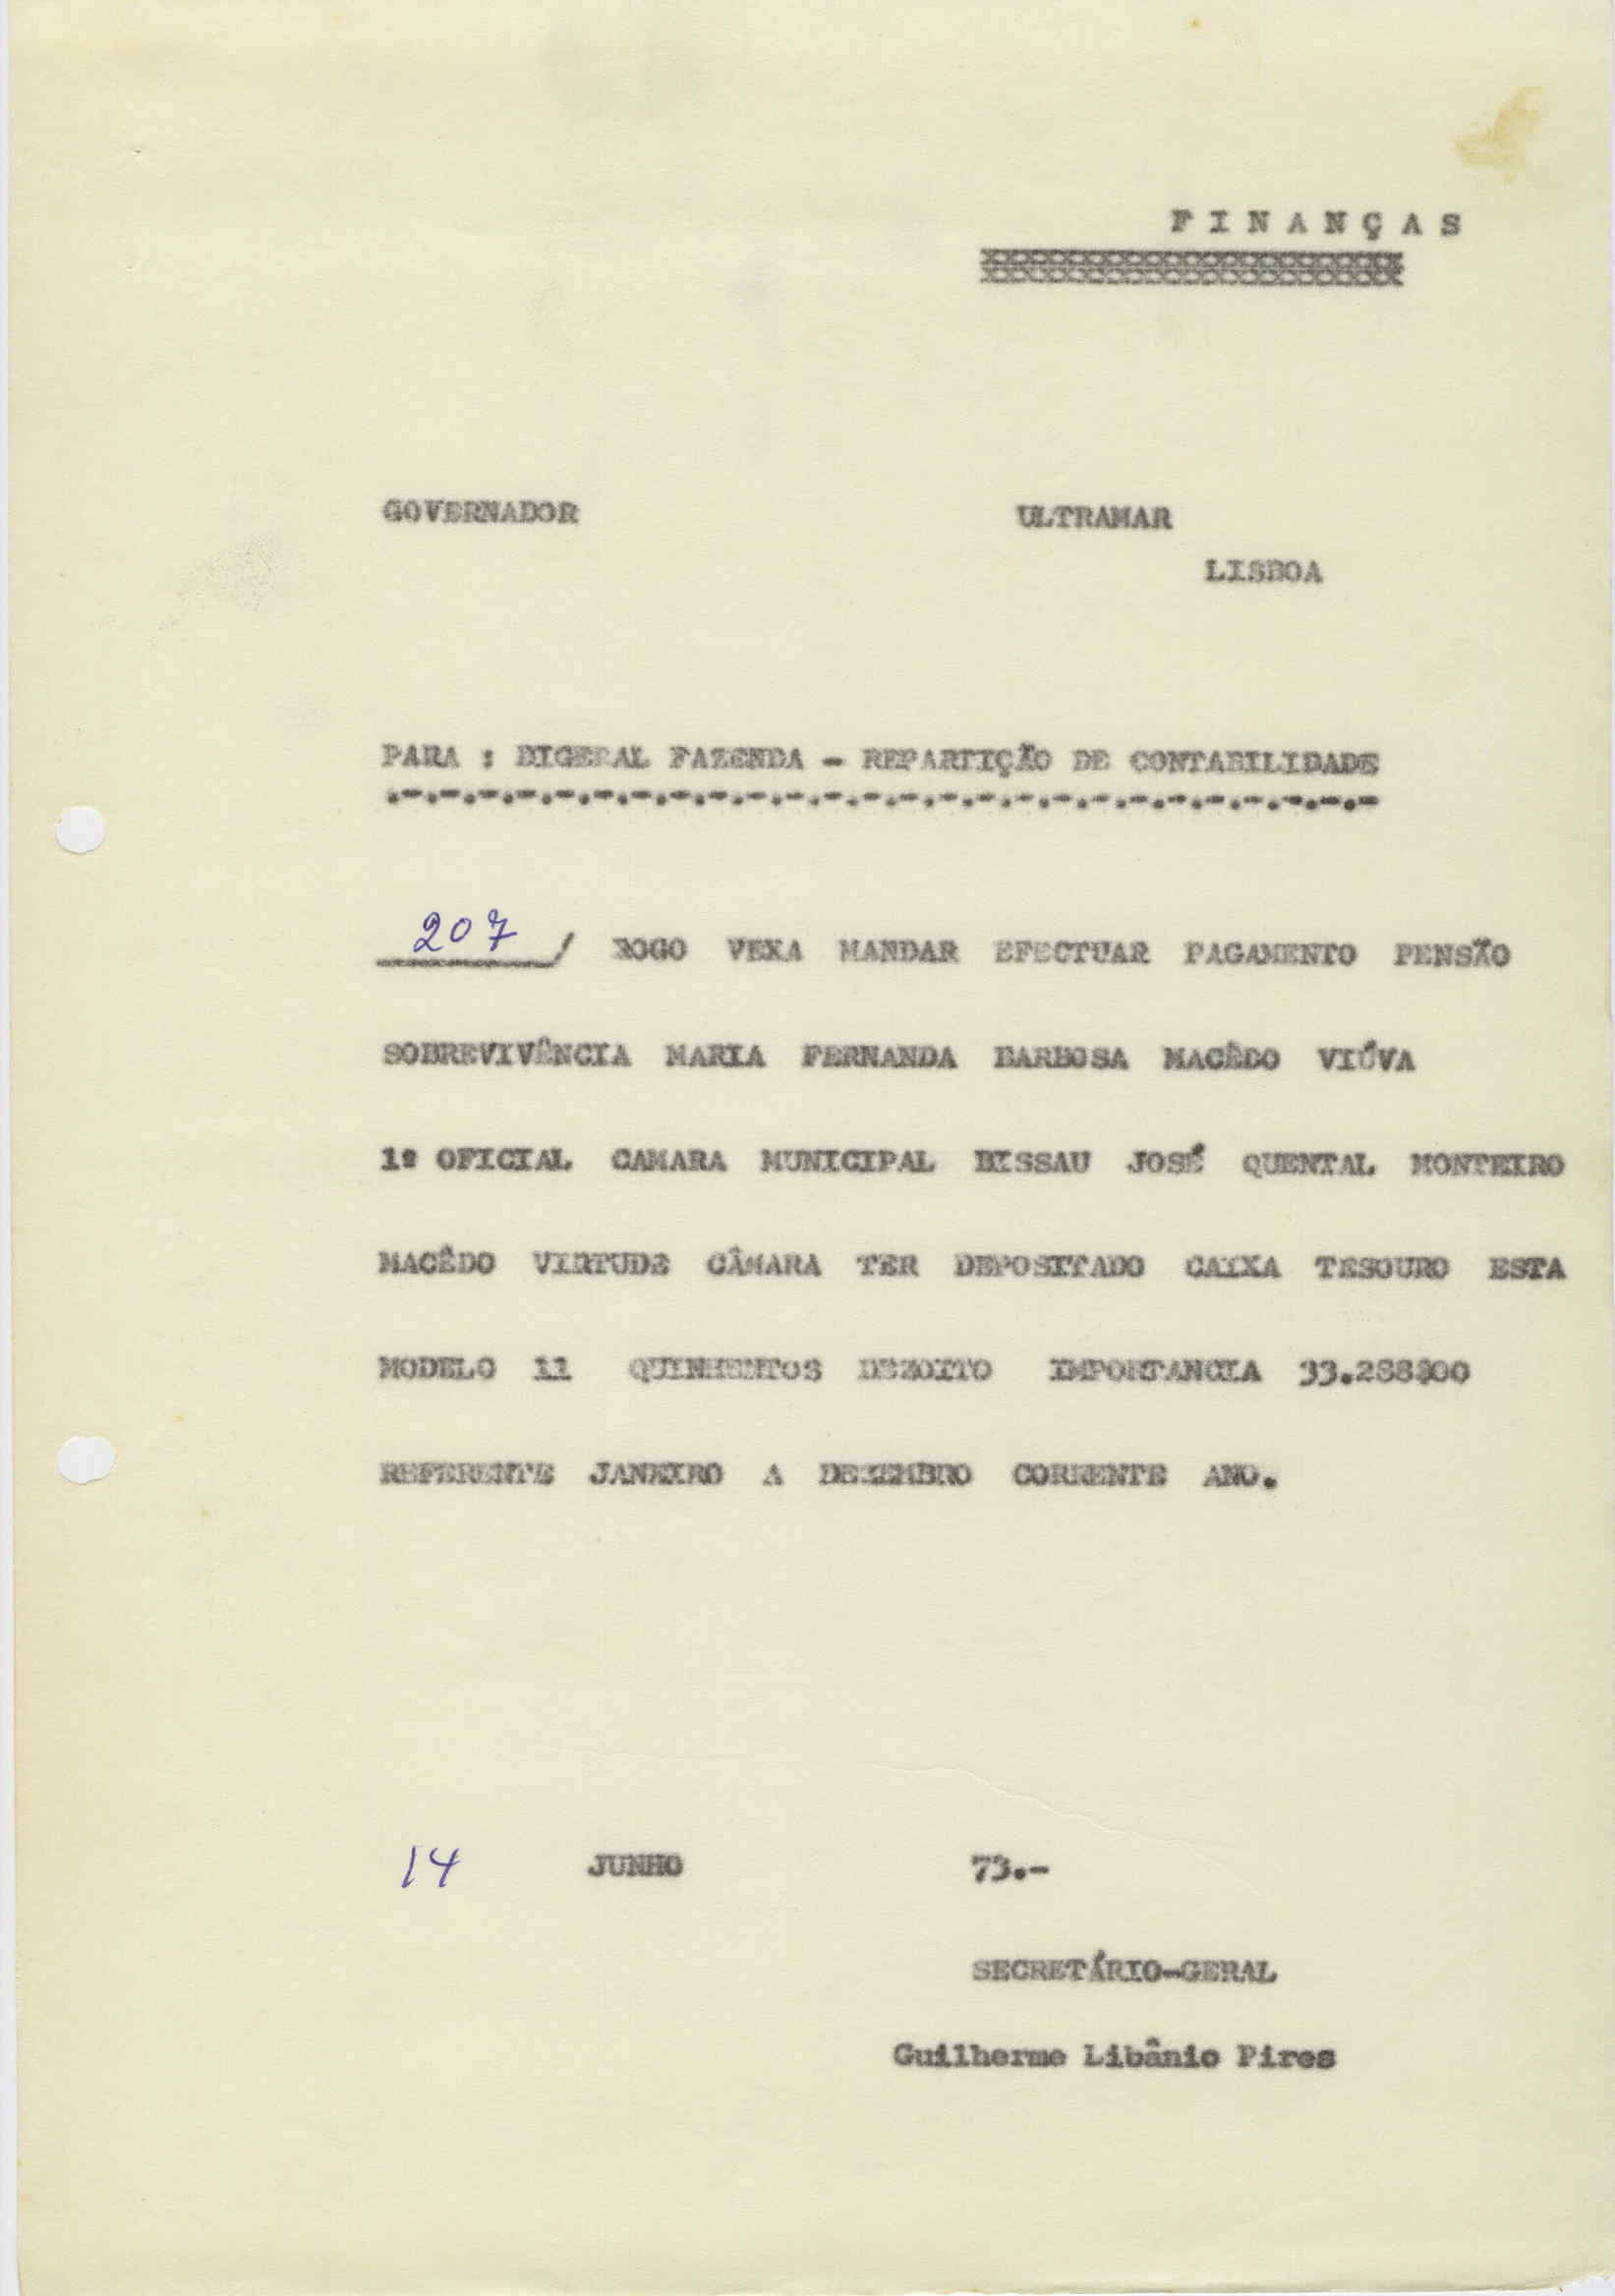 F I N A N Ç A S
GOVERNADOR
ULTRAMAR
LISBOA
PARA : DIGERAL FAZENDA - REPARTIÇÃO DE CONTABILIDADE
207 / ROGO VEXA MANDAR EFECTUAR PAGAMENTO PENSÃO
SOBREVIVÊNCIA MARIA FERNANDA BARBOSA MACÊDO VIÚVA
1º OFICIAL CAMARA MUNICIPAL BISSAU JOSÉ QUENTAL MONTEIRO
MACÊDO VIRTUDE CÂMARA TER DEPOSITADO CAIXA TESOURO ESTA
MODELO 11 QUINHENTOS DEZOITO IMPORTANCIA 33.288$00
REFERENTE JANEIRO A DEZEMBRO CORRENTE ANO.
14 JUNHO 73.-
SECRETÁRIO-GERAL
Guilherme Libânio Pires